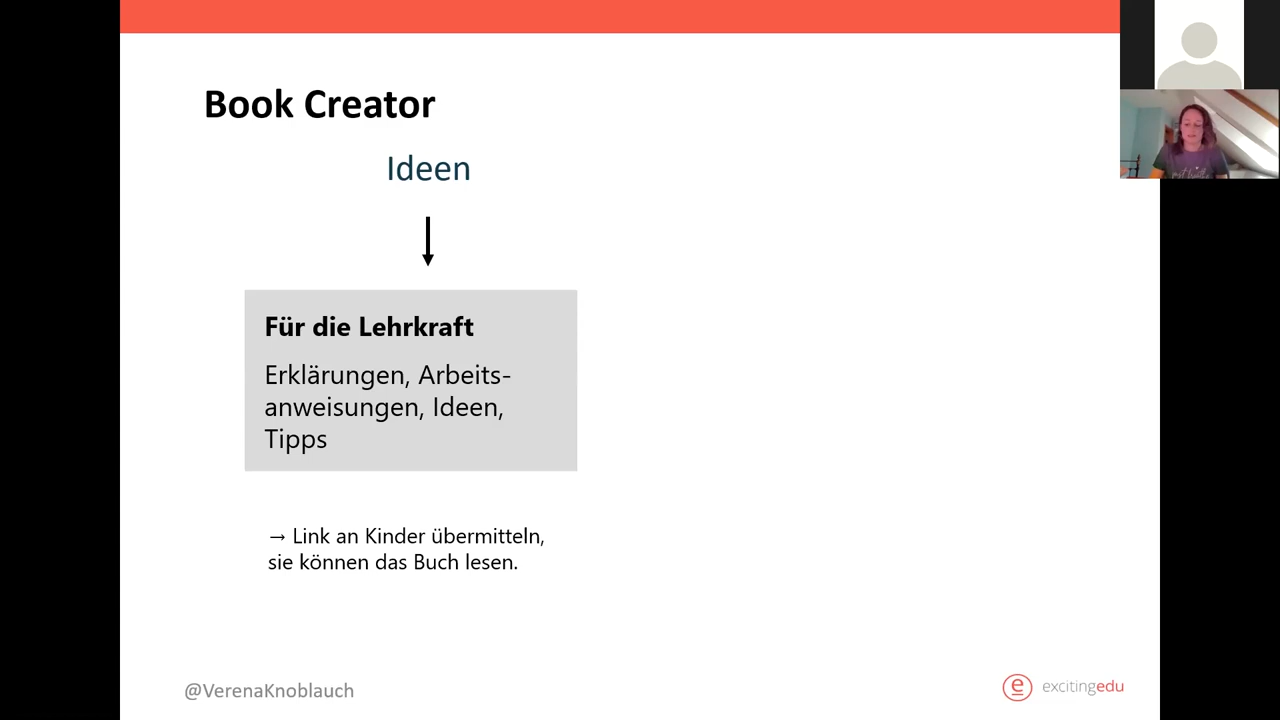 Book Creator
Ideen
Für die Lehrkraft
Erklärungen, Arbeits-
anweisungen, Ideen,
Tipps
→ Link an Kinder übermitteln,
sie können das Buch lesen.
@VerenaKnoblauch
e excitingedu